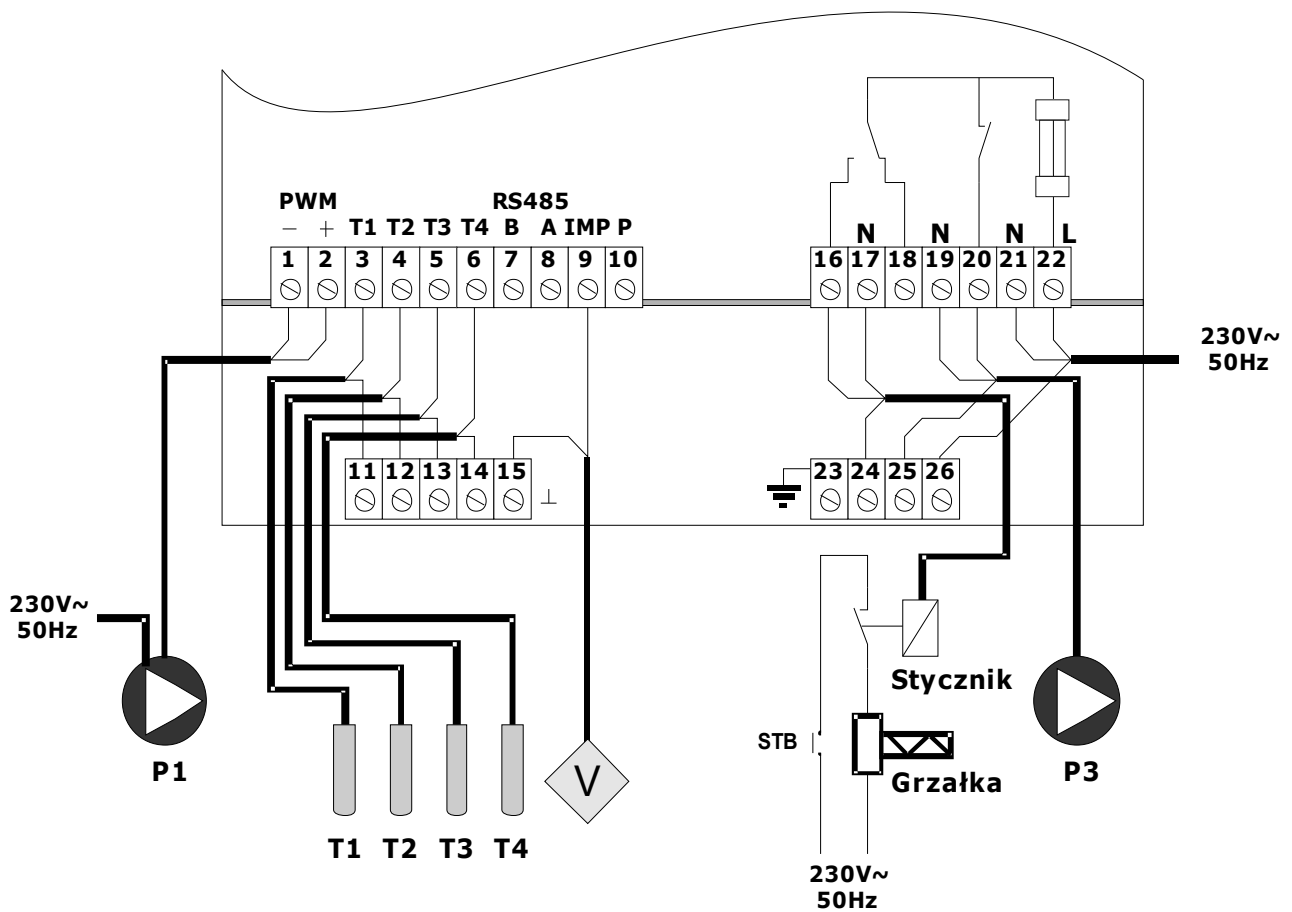 PWM
RS485
− + T1 T2 T3 T4 B A IMP P
1 2 3 4 5 6 7 8 9 10
N N N L
16 17 18 19 20 21 22
230V~
50Hz
11 12 13 14 15 ⊥
23 24 25 26
230V~
50Hz
P1
T1 T2 T3 T4
V
Stycznik
STB
Grzałka
P3
230V~
50Hz